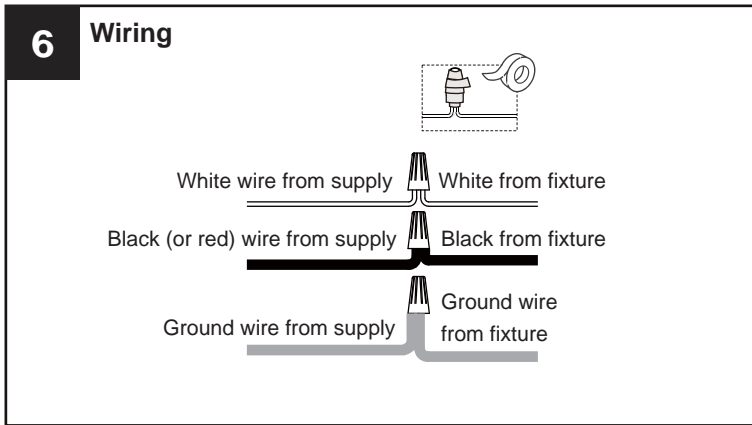 6
Wiring
White wire from supply
White from fixture
Black (or red) wire from supply
Black from fixture
Ground wire from supply
Ground wire
from fixture